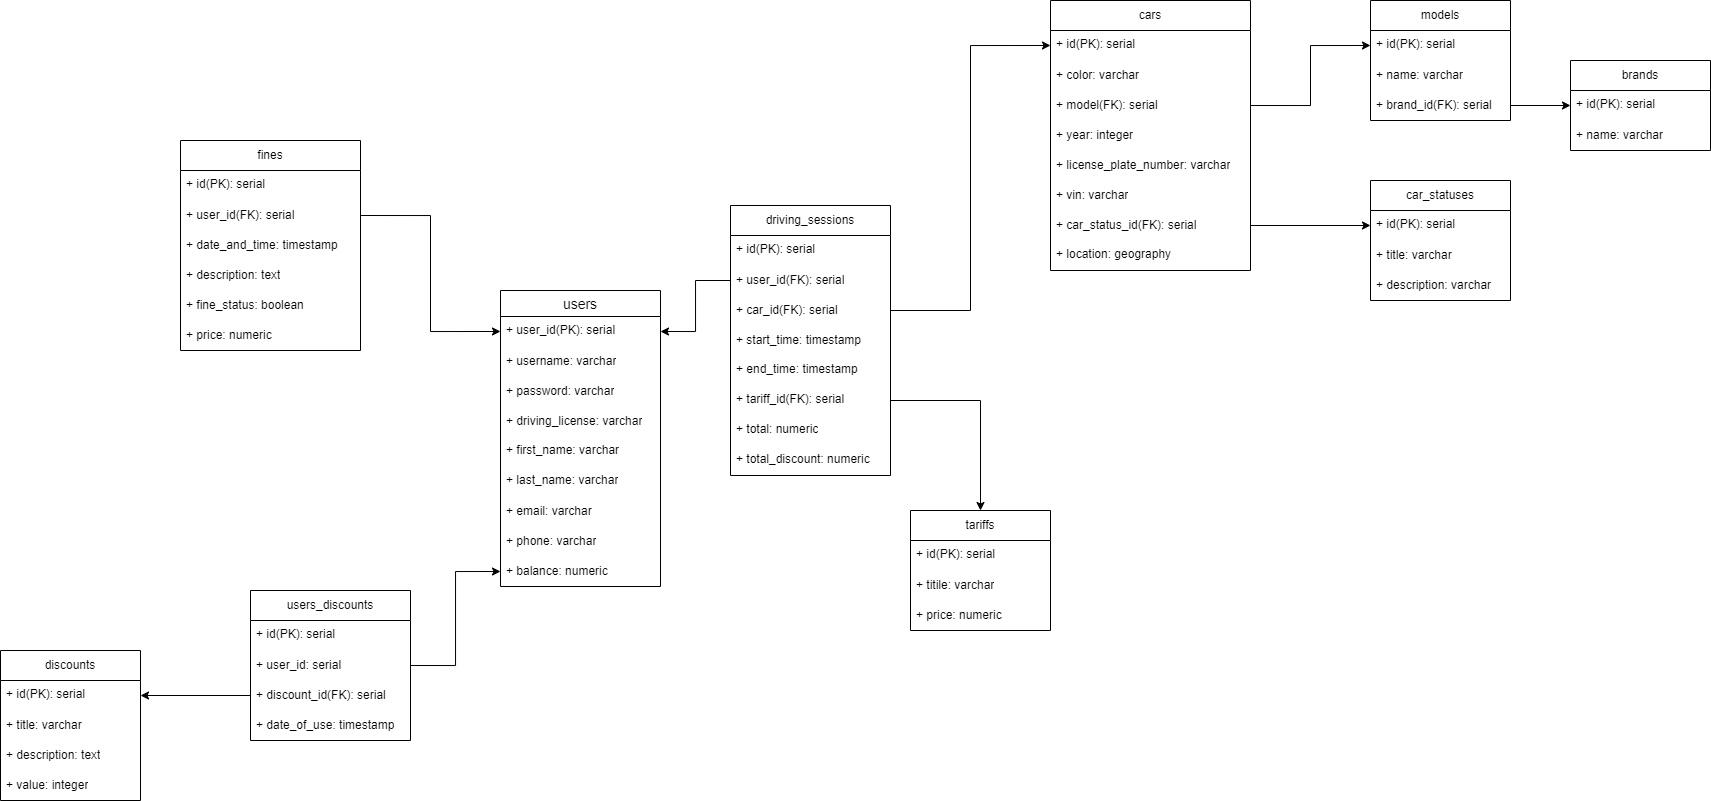 cars
+ id(PK): serial
+ color: varchar
+ model(FK): serial
+ year: integer
+ license_plate_number: varchar
+ vin: varchar
+ car_status_id(FK): serial
+ location: geography
models
+ id(PK): serial
+ name: varchar
+ brand_id(FK): serial
brands
+ id(PK): serial
+ name: varchar
car_statuses
+ id(PK): serial
+ title: varchar
+ description: varchar
fines
+ id(PK): serial
+ user_id(FK): serial
+ date_and_time: timestamp
+ description: text
+ fine_status: boolean
+ price: numeric
driving_sessions
+ id(PK): serial
+ user_id(FK): serial
+ car_id(FK): serial
+ start_time: timestamp
+ end_time: timestamp
+ tariff_id(FK): serial
+ total: numeric
+ total_discount: numeric
users
+ user_id(PK): serial
+ username: varchar
+ password: varchar
+ driving_license: varchar
+ first_name: varchar
+ last_name: varchar
+ email: varchar
+ phone: varchar
+ balance: numeric
tariffs
+ id(PK): serial
+ titile: varchar
+ price: numeric
users_discounts
+ id(PK): serial
+ user_id: serial
+ discount_id(FK): serial
+ date_of_use: timestamp
discounts
+ id(PK): serial
+ title: varchar
+ description: text
+ value: integer